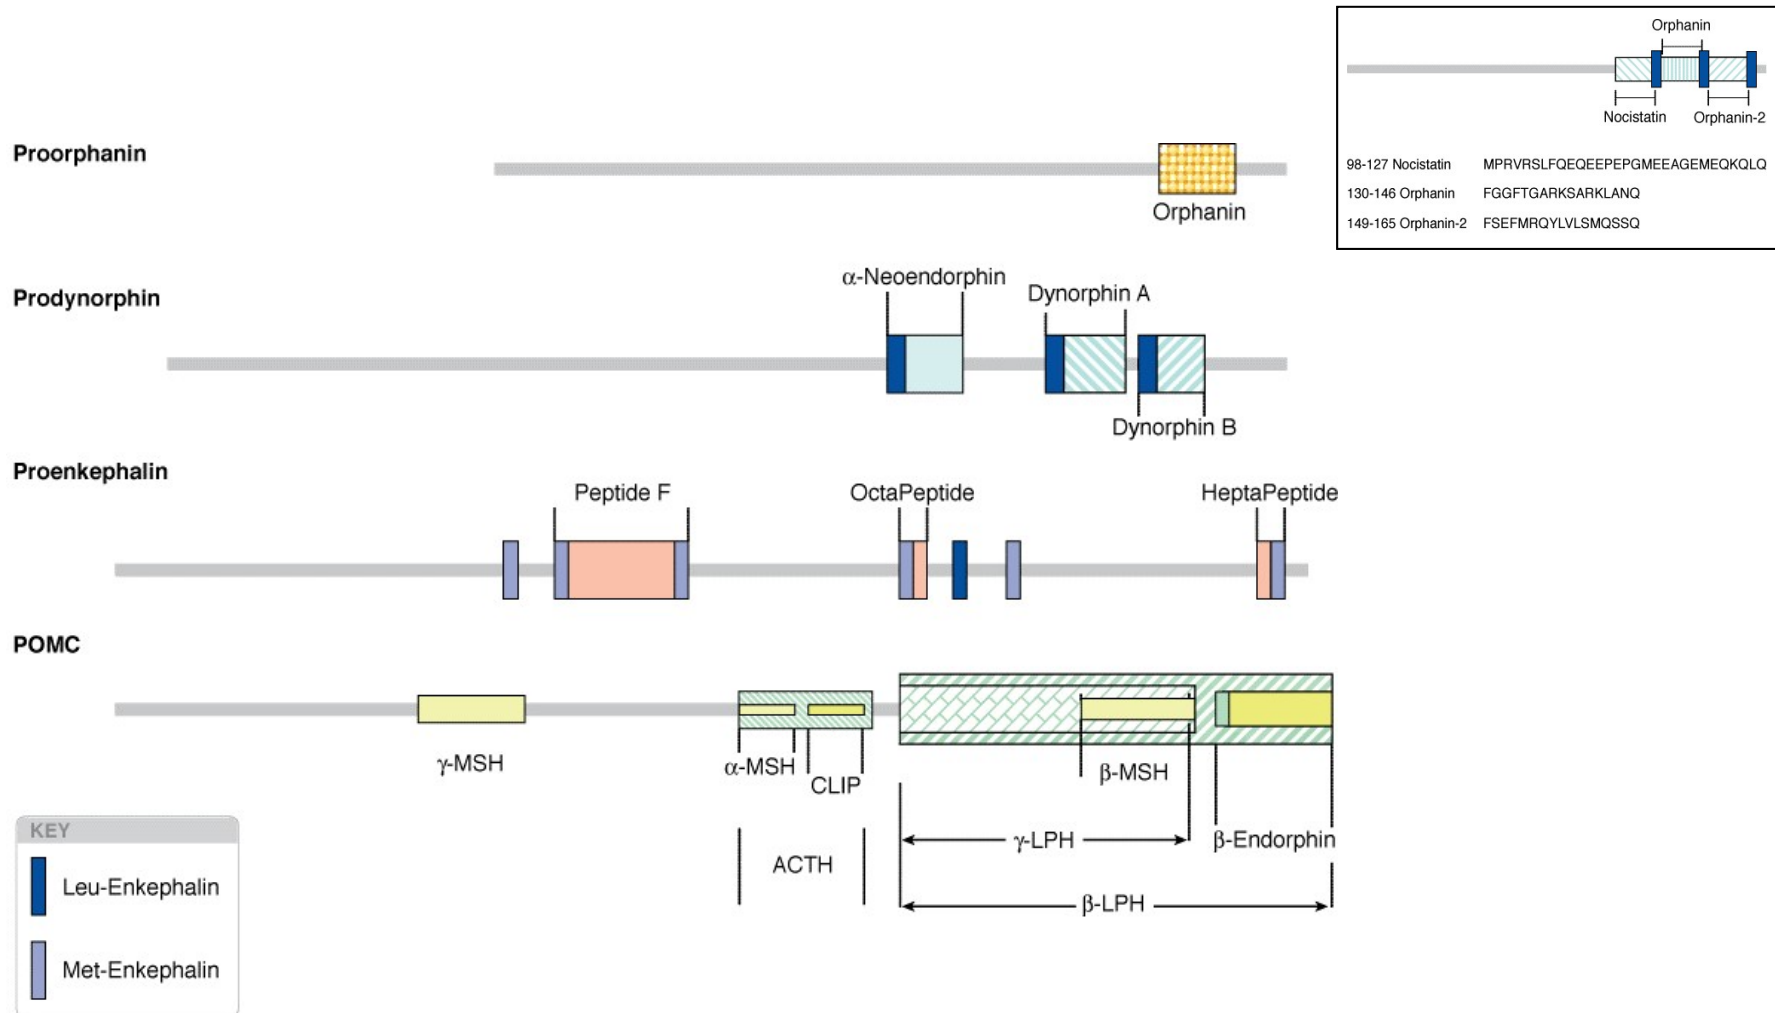 Orphanin
Nocistatin Orphanin-2
98-127 Nocistatin MPRVRSLFQEQEEPEPGMEEAGEMEQKQLQ
130-146 Orphanin FGGFTGARKSARKLANQ
149-165 Orphanin-2 FSEFMRQYLVLSMQSSQ
Proorphanin
Orphanin
Prodynorphin
α-Neoendorphin
Dynorphin A
Dynorphin B
Proenkephalin
Peptide F OctaPeptide HeptaPeptide
POMC
γ-MSH
α-MSH
CLIP
β-MSH
ACTH
γ-LPH
β-Endorphin
β-LPH
KEY
Leu-Enkephalin
Met-Enkephalin